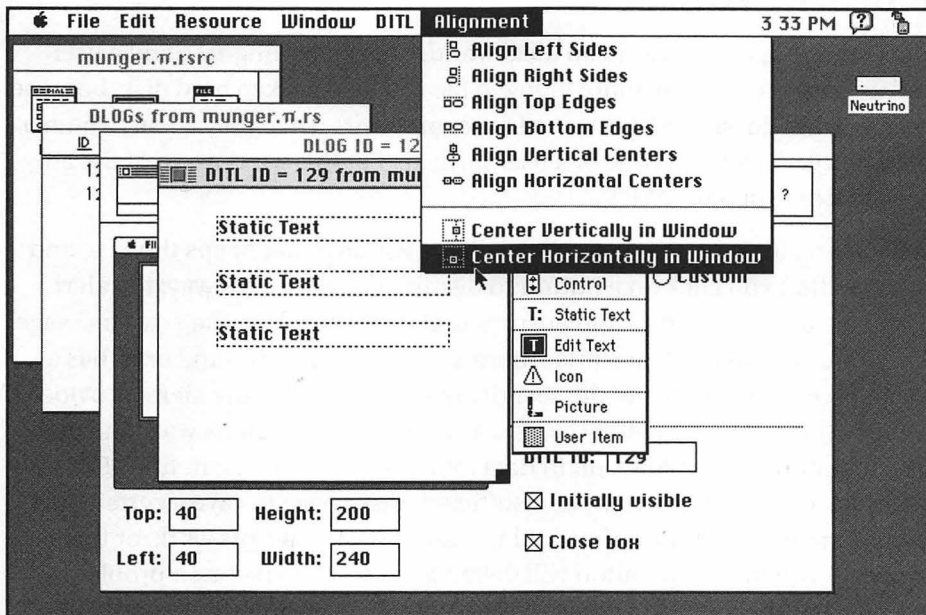 File Edit Resource Window DITL Alignment 3 33 PM
munger.π.rsrc
DLOGs from munger.π.rs
ID
DLOG ID = 12
12
12
DITL ID = 129 from mu
Static Text
Static Text
Static Text
Align Left Sides
Align Right Sides
Align Top Edges
Align Bottom Edges
Align Vertical Centers
Align Horizontal Centers
Center Vertically in Window
Center Horizontally in Window
Neutrino
?
Custom
Control
T: Static Text
T Edit Text
Icon
Picture
User Item
DITL ID: 129
Initially visible
Close box
Top: 40 Height: 200
Left: 40 Width: 240